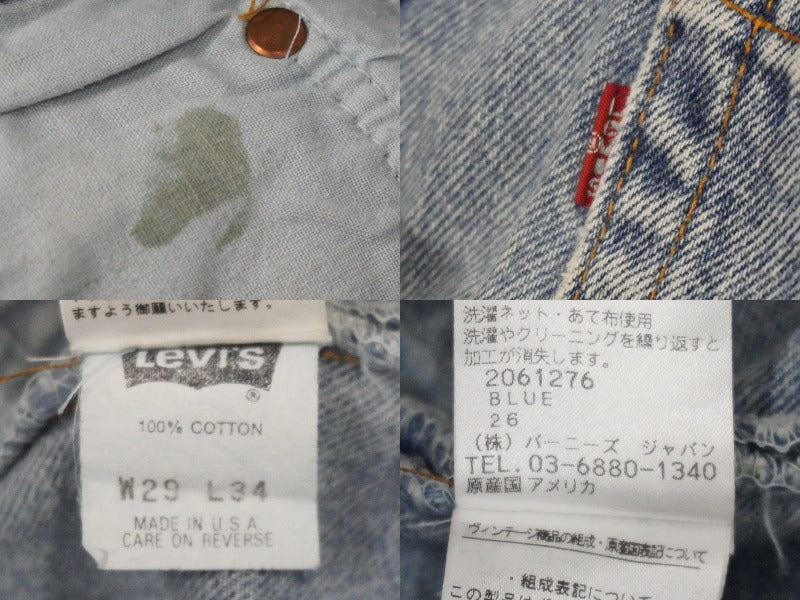 LEVI'S
ますよう御願いいたします。
Levi's
®
100% COTTON
W29 L34
MADE IN U.S.A.
CARE ON REVERSE
洗濯ネット・あて布使用
洗濯やクリーニングを繰り返すと
加工が消失します。
2061276
BLUE
26
(株) バーニーズ ジャパン
TEL. 03-6880-1340
原産国 アメリカ
ヴィンテージ商品の組成・原産国表記について
・組成表記について
この製品は